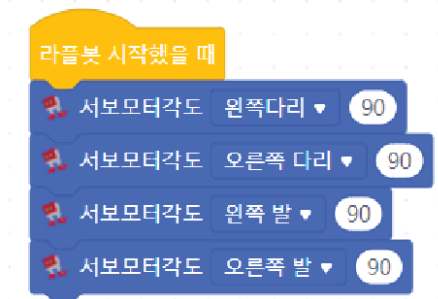 라플봇 시작했을 때
서보모터각도 왼쪽다리 90
서보모터각도 오른쪽 다리 90
서보모터각도 왼쪽 발 90
서보모터각도 오른쪽 발 90